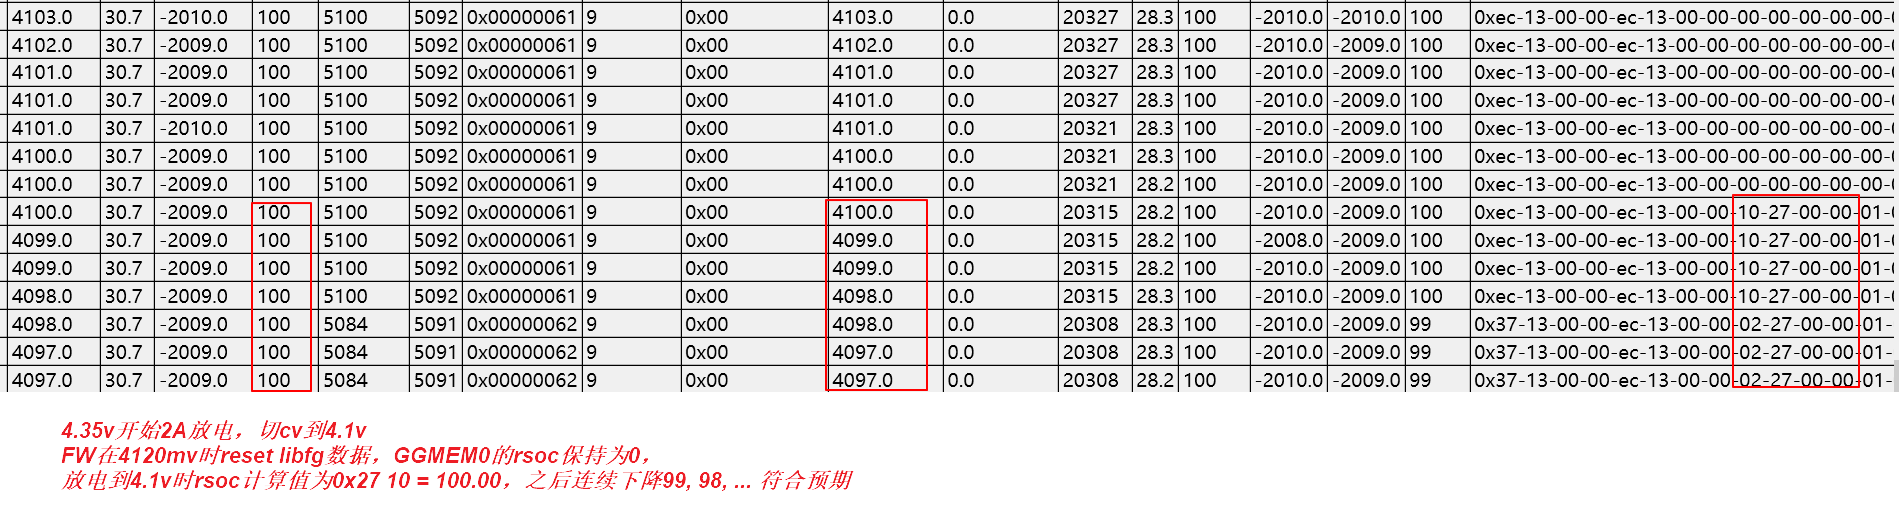 4103.0 30.7 -2010.0 100 5100 5092 0x00000061 9 0x00 4103.0 0.0 20327 28.3 100 -2010.0 -2010.0 100 0xec-13-00-00-ec-13-00-00-00-00-00-00-
4102.0 30.7 -2009.0 100 5100 5092 0x00000061 9 0x00 4102.0 0.0 20327 28.3 100 -2010.0 -2009.0 100 0xec-13-00-00-ec-13-00-00-00-00-00-00-
4101.0 30.7 -2009.0 100 5100 5092 0x00000061 9 0x00 4101.0 0.0 20327 28.3 100 -2010.0 -2009.0 100 0xec-13-00-00-ec-13-00-00-00-00-00-00-
4101.0 30.7 -2009.0 100 5100 5092 0x00000061 9 0x00 4101.0 0.0 20327 28.3 100 -2010.0 -2009.0 100 0xec-13-00-00-ec-13-00-00-00-00-00-00-
4101.0 30.7 -2010.0 100 5100 5092 0x00000061 9 0x00 4101.0 0.0 20321 28.3 100 -2010.0 -2009.0 100 0xec-13-00-00-ec-13-00-00-00-00-00-00-
4100.0 30.7 -2009.0 100 5100 5092 0x00000061 9 0x00 4100.0 0.0 20321 28.3 100 -2010.0 -2009.0 100 0xec-13-00-00-ec-13-00-00-00-00-00-00-
4100.0 30.7 -2009.0 100 5100 5092 0x00000061 9 0x00 4100.0 0.0 20321 28.2 100 -2010.0 -2009.0 100 0xec-13-00-00-ec-13-00-00-00-00-00-00-
4100.0 30.7 -2009.0 100 5100 5092 0x00000061 9 0x00 4100.0 0.0 20315 28.2 100 -2010.0 -2009.0 100 0xec-13-00-00-ec-13-00-00-10-27-00-00-01-
4099.0 30.7 -2009.0 100 5100 5092 0x00000061 9 0x00 4099.0 0.0 20315 28.2 100 -2008.0 -2009.0 100 0xec-13-00-00-ec-13-00-00-10-27-00-00-01-
4099.0 30.7 -2009.0 100 5100 5092 0x00000061 9 0x00 4099.0 0.0 20315 28.2 100 -2010.0 -2009.0 100 0xec-13-00-00-ec-13-00-00-10-27-00-00-01-
4098.0 30.7 -2009.0 100 5100 5092 0x00000061 9 0x00 4098.0 0.0 20315 28.3 100 -2010.0 -2009.0 100 0xec-13-00-00-ec-13-00-00-10-27-00-00-01-
4098.0 30.7 -2009.0 100 5084 5091 0x00000062 9 0x00 4098.0 0.0 20308 28.3 100 -2010.0 -2009.0 99 0x37-13-00-00-ec-13-00-00-02-27-00-00-01-
4097.0 30.7 -2009.0 100 5084 5091 0x00000062 9 0x00 4097.0 0.0 20308 28.3 100 -2010.0 -2009.0 99 0x37-13-00-00-ec-13-00-00-02-27-00-00-01-
4097.0 30.7 -2009.0 100 5084 5091 0x00000062 9 0x00 4097.0 0.0 20308 28.2 100 -2010.0 -2009.0 99 0x37-13-00-00-ec-13-00-00-02-27-00-00-01-
4.35v开始2A放电，切cv到4.1v
FW在4120mv时reset libfg数据，GGMEM0的rsoc保持为0，
放电到4.1v时rsoc计算值为0x27 10 = 100.00，之后连续下降99, 98, ... 符合预期